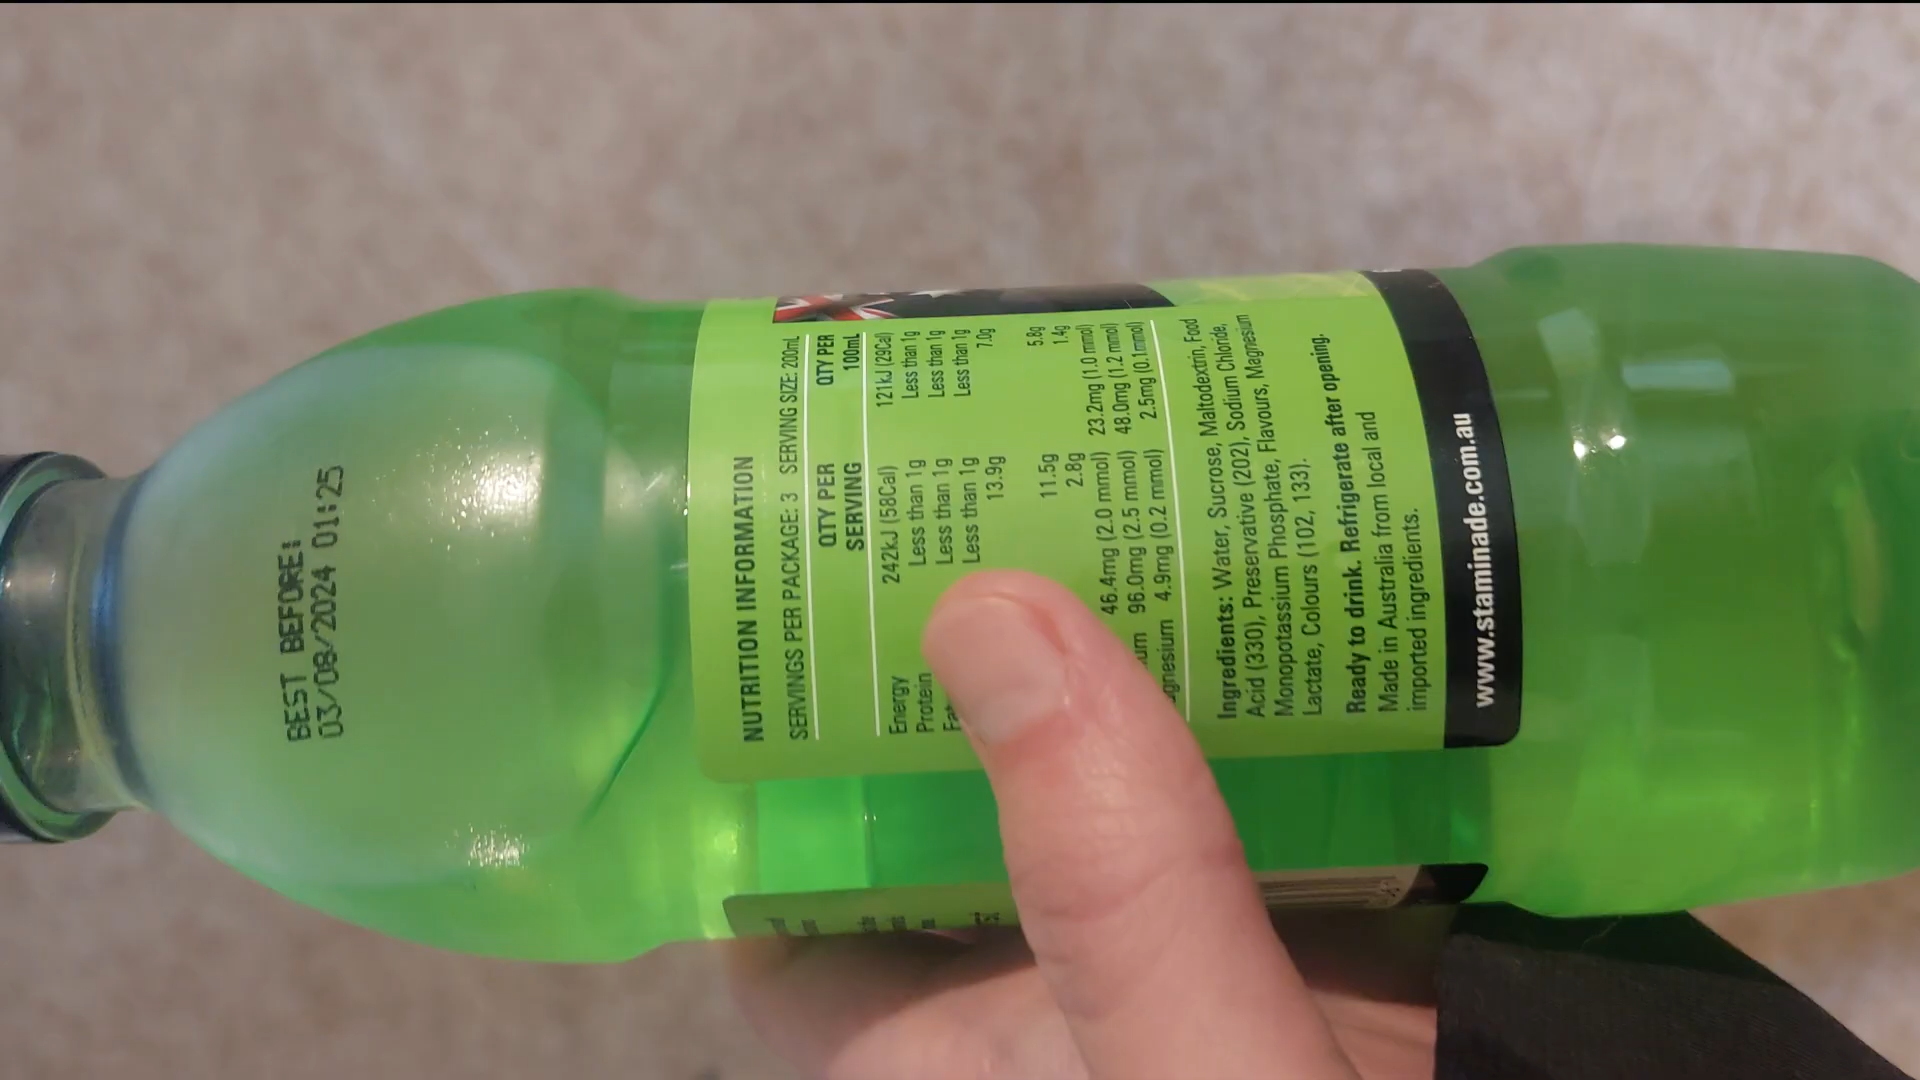 BEST BEFORE:
03/08/2024 01:25
NUTRITION INFORMATION
SERVINGS PER PACKAGE: 3 SERVING SIZE: 200mL
QTY PER SERVING QTY PER 100mL
Energy 242kJ (58Cal) 121kJ (29Cal)
Protein Less than 1g Less than 1g
Less than 1g Less than 1g
Less than 1g Less than 1g
13.9g 7.0g
11.5g 5.8g
2.8g 1.4g
46.4mg (2.0 mmol) 23.2mg (1.0 mmol)
um 96.0mg (2.5 mmol) 48.0mg (1.2 mmol)
gnesium 4.9mg (0.2 mmol) 2.5mg (0.1mmol)
Ingredients: Water, Sucrose, Maltodextrin, Food
Acid (330), Preservative (202), Sodium Chloride,
Monopotassium Phosphate, Flavours, Magnesium
Lactate, Colours (102, 133).
Ready to drink. Refrigerate after opening.
Made in Australia from local and
imported ingredients.
www.staminade.com.au